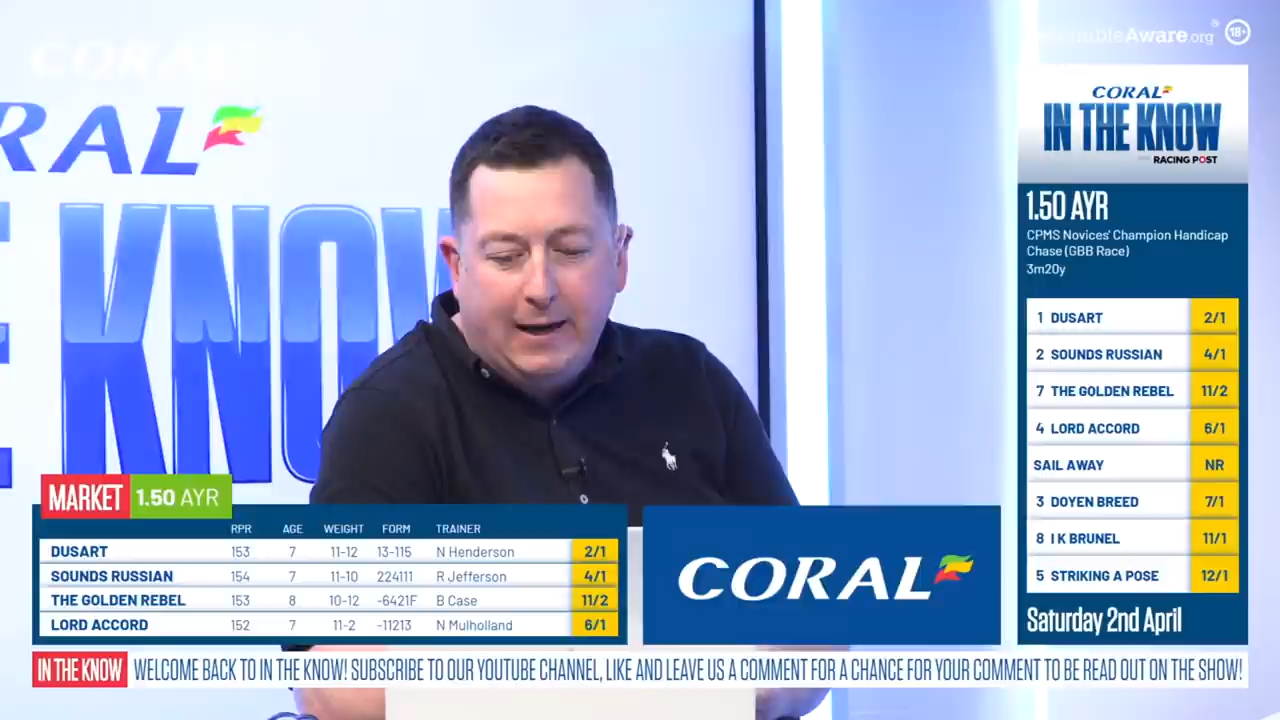 CORAL
AWARE.org
18+
RAL
KNOW
CORAL
IN THE KNOW
RACING POST
1.50 AYR
CPMS Novices' Champion Handicap
Chase (GBB Race)
3m20y
1 DUSART 2/1
2 SOUNDS RUSSIAN 4/1
7 THE GOLDEN REBEL 11/2
4 LORD ACCORD 6/1
SAIL AWAY NR
3 DOYEN BREED 7/1
8 I K BRUNEL 11/1
5 STRIKING A POSE 12/1
Saturday 2nd April
MARKET 1.50 AYR
RPR AGE WEIGHT FORM TRAINER
DUSART 153 7 11-12 13-115 N Henderson 2/1
SOUNDS RUSSIAN 154 7 11-10 224111 R Jefferson 4/1
THE GOLDEN REBEL 153 8 10-12 -6421F B Case 11/2
LORD ACCORD 152 7 11-2 -11213 N Mulholland 6/1
CORAL
IN THE KNOW WELCOME BACK TO IN THE KNOW! SUBSCRIBE TO OUR YOUTUBE CHANNEL, LIKE AND LEAVE US A COMMENT FOR A CHANCE FOR YOUR COMMENT TO BE READ OUT ON THE SHOW!